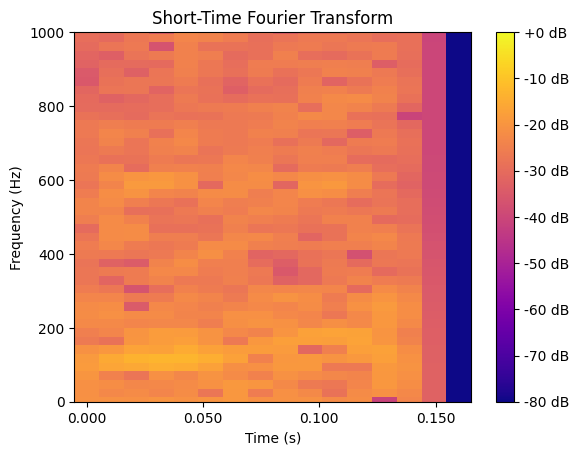 Short-Time Fourier Transform
1000
800
600
400
200
0
Frequency (Hz)
0.000
0.050
0.100
0.150
Time (s)
+0 dB
-10 dB
-20 dB
-30 dB
-40 dB
-50 dB
-60 dB
-70 dB
-80 dB